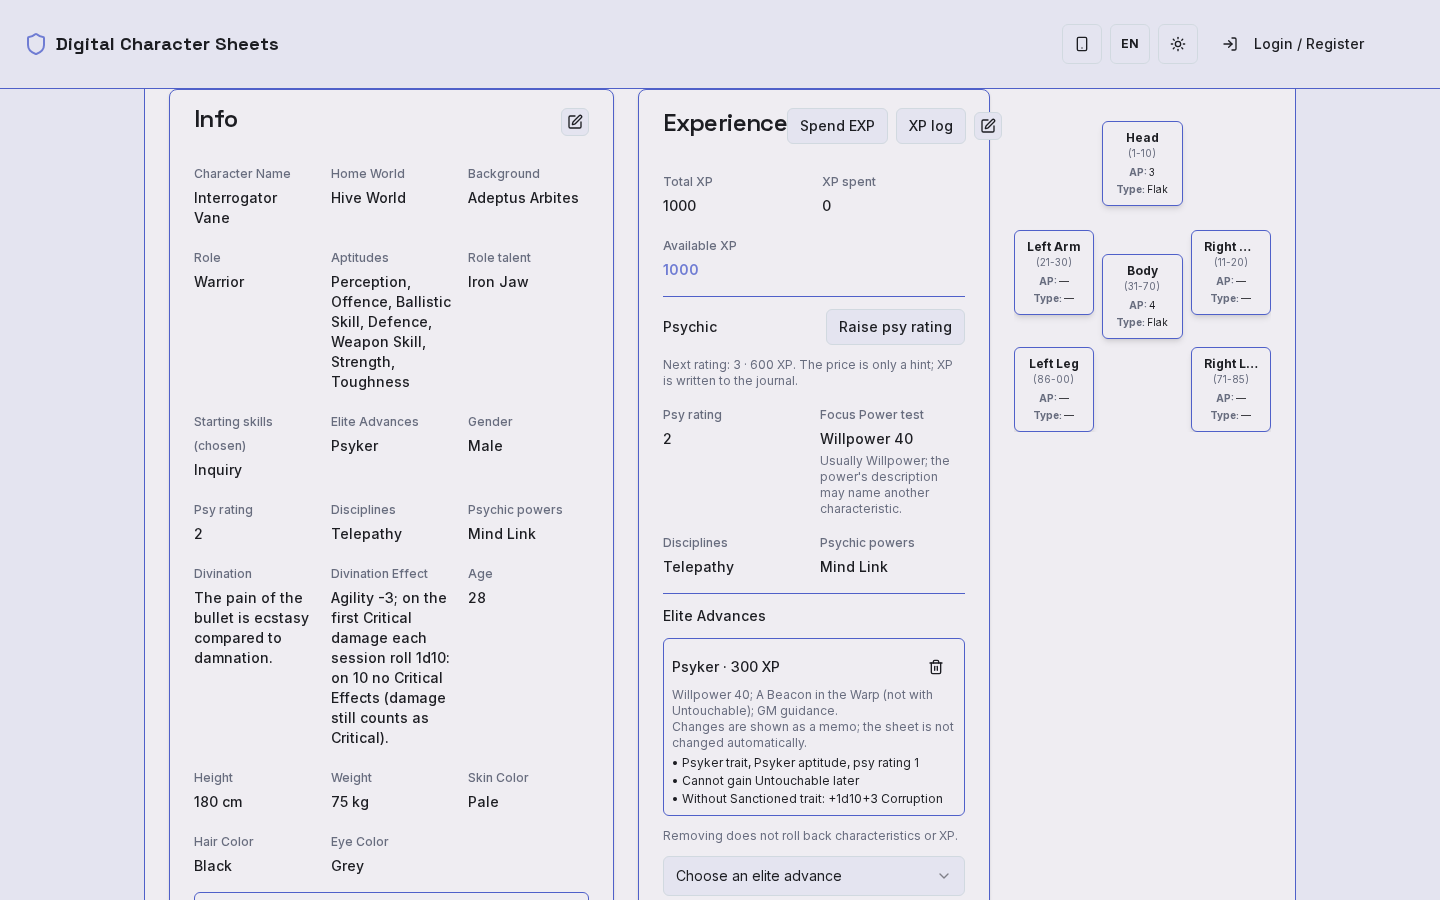 Digital Character Sheets
EN
Login / Register
Info
Character Name
Interrogator
Vane
Home World
Hive World
Background
Adeptus Arbites
Role
Warrior
Aptitudes
Perception,
Offence, Ballistic
Skill, Defence,
Weapon Skill,
Strength,
Toughness
Role talent
Iron Jaw
Starting skills
(chosen)
Inquiry
Elite Advances
Psyker
Gender
Male
Psy rating
2
Disciplines
Telepathy
Psychic powers
Mind Link
Divination
The pain of the
bullet is ecstasy
compared to
damnation.
Divination Effect
Agility -3; on the
first Critical
damage each
session roll 1d10:
on 10 no Critical
Effects (damage
still counts as
Critical).
Age
28
Height
180 cm
Weight
75 kg
Skin Color
Pale
Hair Color
Black
Eye Color
Grey
Experience
Spend EXP
XP log
Total XP
1000
XP spent
0
Available XP
1000
Psychic
Raise psy rating
Next rating: 3 · 600 XP. The price is only a hint; XP
is written to the journal.
Psy rating
2
Focus Power test
Willpower 40
Usually Willpower; the
power's description
may name another
characteristic.
Disciplines
Telepathy
Psychic powers
Mind Link
Elite Advances
Psyker · 300 XP
Willpower 40; A Beacon in the Warp (not with
Untouchable); GM guidance.
Changes are shown as a memo; the sheet is not
changed automatically.
• Psyker trait, Psyker aptitude, psy rating 1
• Cannot gain Untouchable later
• Without Sanctioned trait: +1d10+3 Corruption
Removing does not roll back characteristics or XP.
Choose an elite advance
Head
(1-10)
AP: 3
Type: Flak
Left Arm
(21-30)
AP: —
Type: —
Body
(31-70)
AP: 4
Type: Flak
Right ...
(11-20)
AP: —
Type: —
Left Leg
(86-00)
AP: —
Type: —
Right L...
(71-85)
AP: —
Type: —